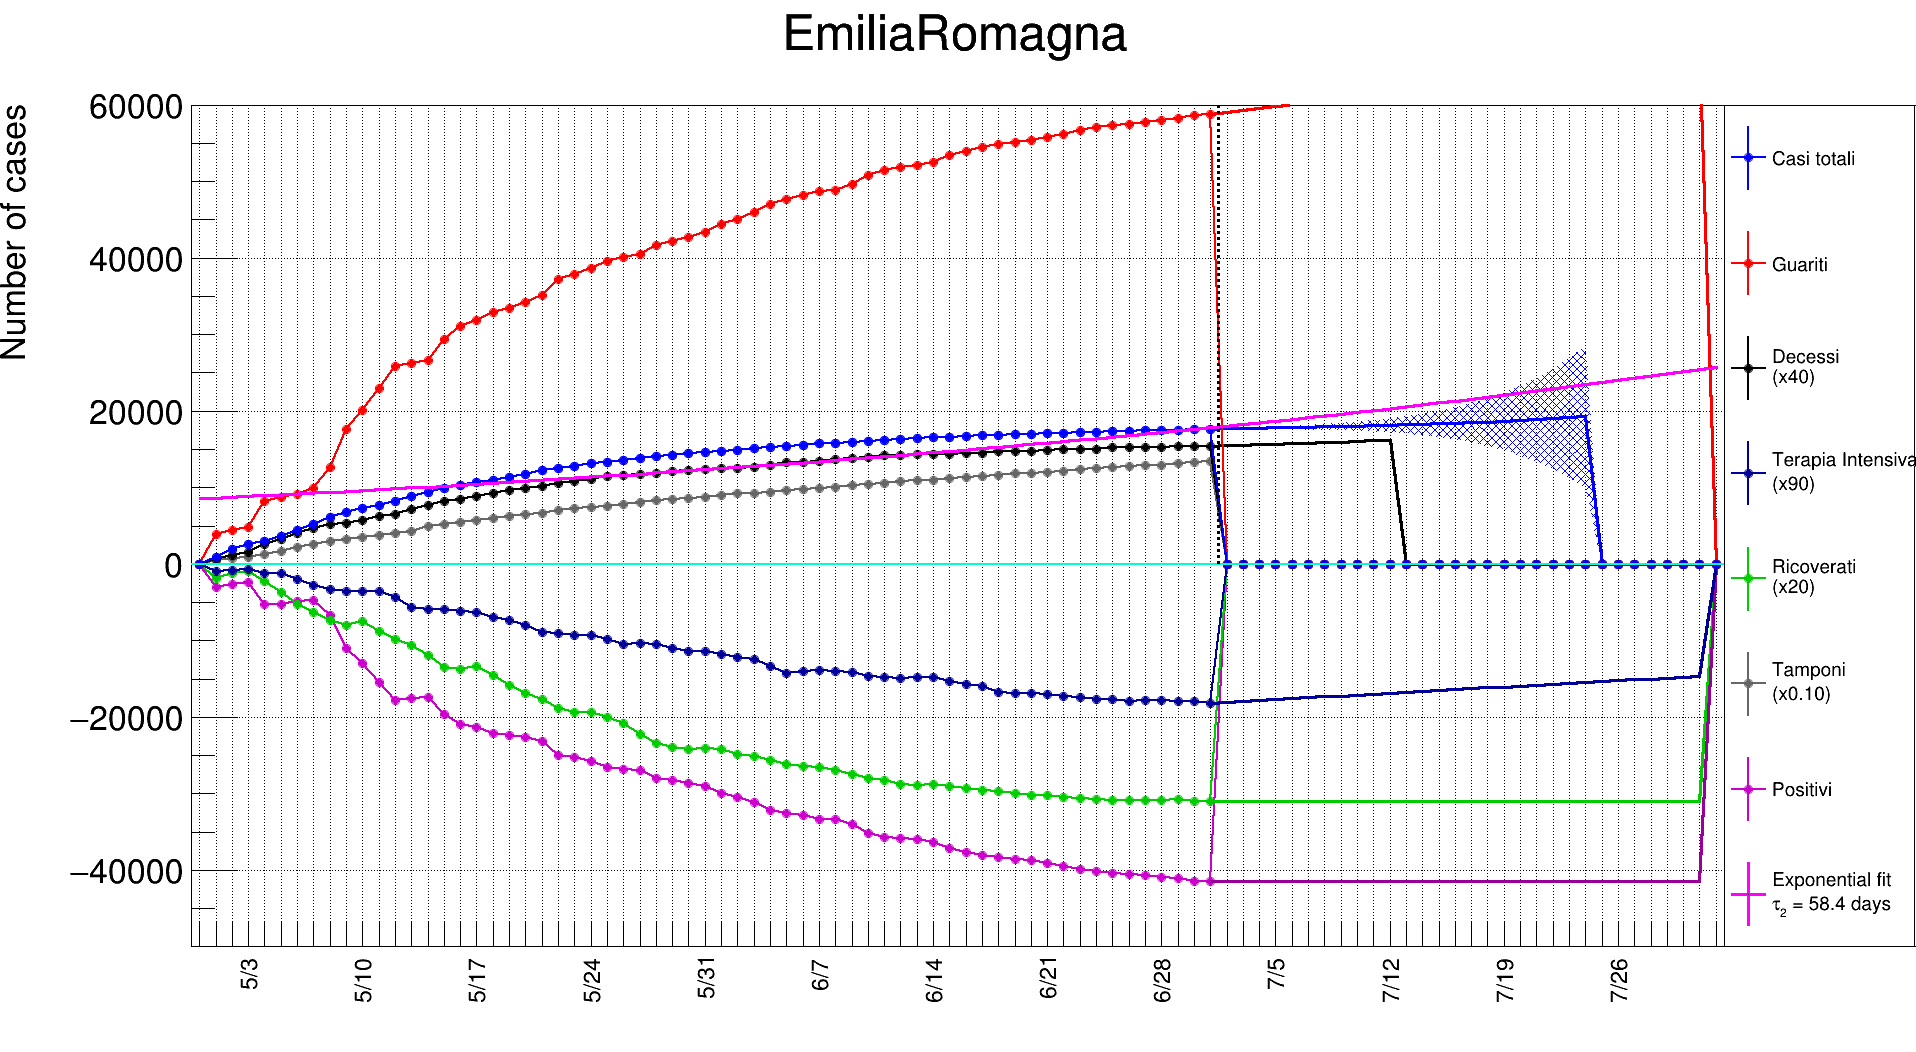 EmiliaRomagna
Number of cases
60000
40000
20000
0
−20000
−40000
5/3
5/10
5/17
5/24
5/31
6/7
6/14
6/21
6/28
7/5
7/12
7/19
7/26
Casi totali
Guariti
Decessi
(x40)
Terapia Intensiva
(x90)
Ricoverati
(x20)
Tamponi
(x0.10)
Positivi
Exponential fit
τ2 = 58.4 days